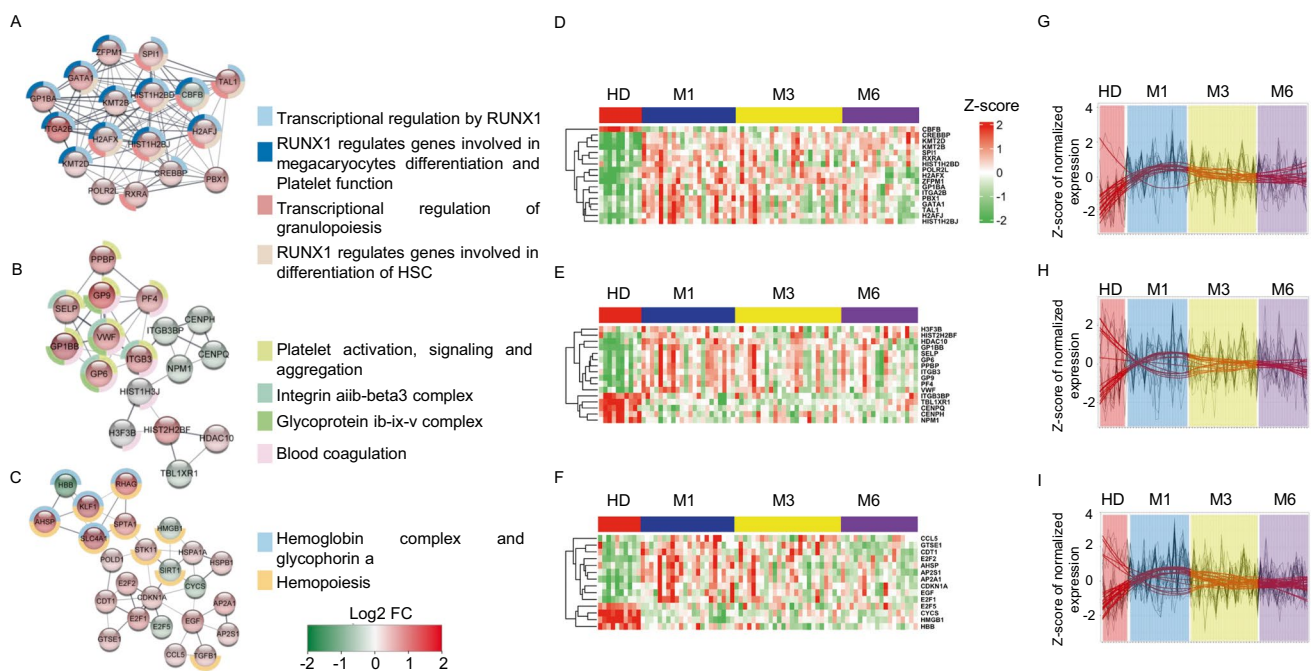 A
ZFPM1
SPI1
GATA1
TAL1
GP1BA
HIST1H2BD
CBFB
KMT2B
ITGA2B
H2AFX
HIST1H2BJ
H2AFJ
KMT2D
CREBBP
PBX1
POLR2L
RXRA
Transcriptional regulation by RUNX1
RUNX1 regulates genes involved in
megacaryocytes differentiation and
Platelet function
Transcriptional regulation of
granulopoiesis
RUNX1 regulates genes involved in
differentiation of HSC
B
PPBP
GP9
PF4
SELP
ITGB3BP
CENPH
VWF
GP1BB
ITGB3
CENPQ
GP6
NPM1
HIST1H3J
H3F3B
HIST2H2BF
HDAC10
TBL1XR1
Platelet activation, signaling and
aggregation
Integrin aiib-beta3 complex
Glycoprotein ib-ix-v complex
Blood coagulation
C
HBB
RHAG
KLF1
AHSP
SPTA1
SLC4A1
HMGB1
STK11
HSPA1A
POLD1
SIRT1
HSPB1
E2F2
CYCS
CDT1
CDKN1A
AP2A1
E2F1
EGF
GTSE1
E2F5
AP2S1
CCL5
TGFB1
Hemoglobin complex and
glycophorin a
Hemopoiesis
Log2 FC
-2 -1 0 1 2
D
HD M1 M3 M6
CBFB
CREBBP
KMT2D
KMT2B
SPI1
RXRA
HIST1H2BD
POLR2L
H2AFX
ZFPM1
GP1BA
ITGA2B
PBX1
GATA1
TAL1
H2AFJ
HIST1H2BJ
Z-score
2
1
0
-1
-2
E
HD M1 M3 M6
H3F3B
HIST2H2BF
HDAC10
GP1BB
SELP
GP6
PPBP
ITGB3
GP9
PF4
VWF
ITGB3BP
TBL1XR1
CENPQ
CENPH
NPM1
F
HD M1 M3 M6
CCL5
GTSE1
CDT1
E2F2
AHSP
AP2S1
AP2A1
CDKN1A
EGF
E2F1
E2F5
CYCS
HMGB1
HBB
G
HD M1 M3 M6
Z-score of normalized
expression
4
2
0
-2
H
HD M1 M3 M6
Z-score of normalized
expression
2
0
-2
I
HD M1 M3 M6
Z-score of normalized
expression
4
2
0
-2